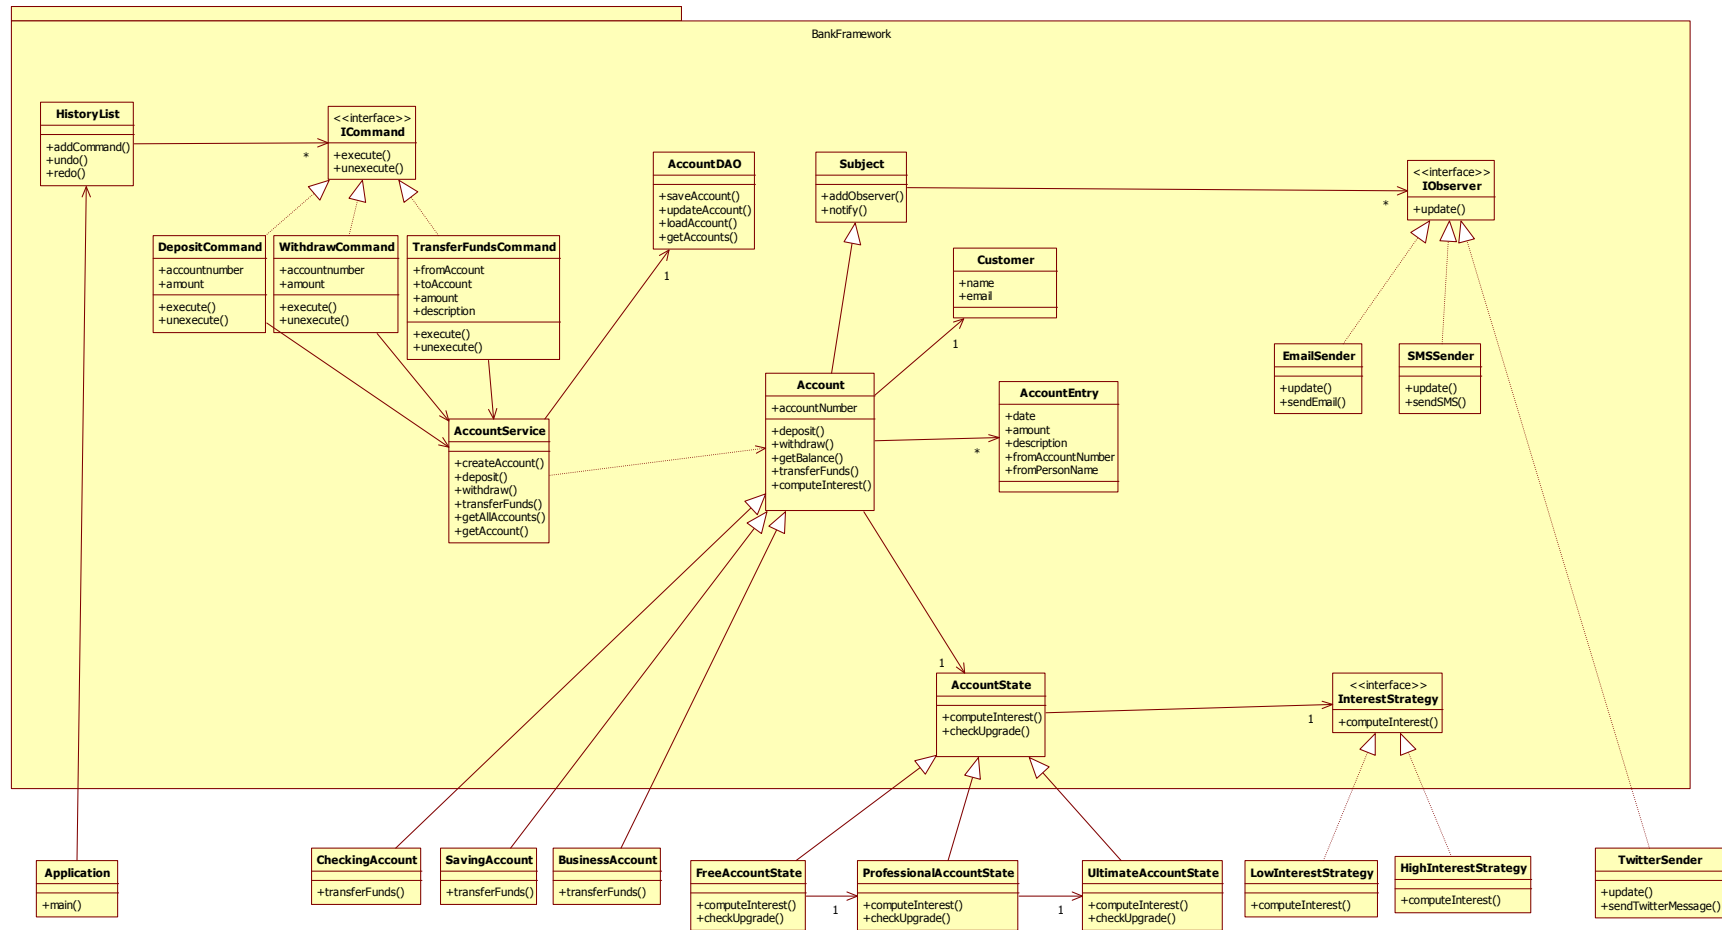 BankFramework
HistoryList
+addCommand()
+undo()
+redo()
<<interface>>
ICommand
+execute()
+unexecute()
*
AccountDAO
+saveAccount()
+updateAccount()
+loadAccount()
+getAccounts()
1
Subject
+addObserver()
+notify()
<<interface>>
IObserver
+update()
*
DepositCommand
+accountnumber
+amount
+execute()
+unexecute()
WithdrawCommand
+accountnumber
+amount
+execute()
+unexecute()
TransferFundsCommand
+fromAccount
+toAccount
+amount
+description
+execute()
+unexecute()
Customer
+name
+email
1
EmailSender
+update()
+sendEmail()
SMSSender
+update()
+sendSMS()
Account
+accountNumber
+deposit()
+withdraw()
+getBalance()
+transferFunds()
+computeInterest()
AccountEntry
+date
+amount
+description
+fromAccountNumber
+fromPersonName
*
AccountService
+createAccount()
+deposit()
+withdraw()
+transferFunds()
+getAllAccounts()
+getAccount()
1
AccountState
+computeInterest()
+checkUpgrade()
<<interface>>
InterestStrategy
+computeInterest()
1
Application
+main()
CheckingAccount
+transferFunds()
SavingAccount
+transferFunds()
BusinessAccount
+transferFunds()
FreeAccountState
+computeInterest()
+checkUpgrade()
1
ProfessionalAccountState
+computeInterest()
+checkUpgrade()
1
UltimateAccountState
+computeInterest()
+checkUpgrade()
LowInterestStrategy
+computeInterest()
HighInterestStrategy
+computeInterest()
TwitterSender
+update()
+sendTwitterMessage()